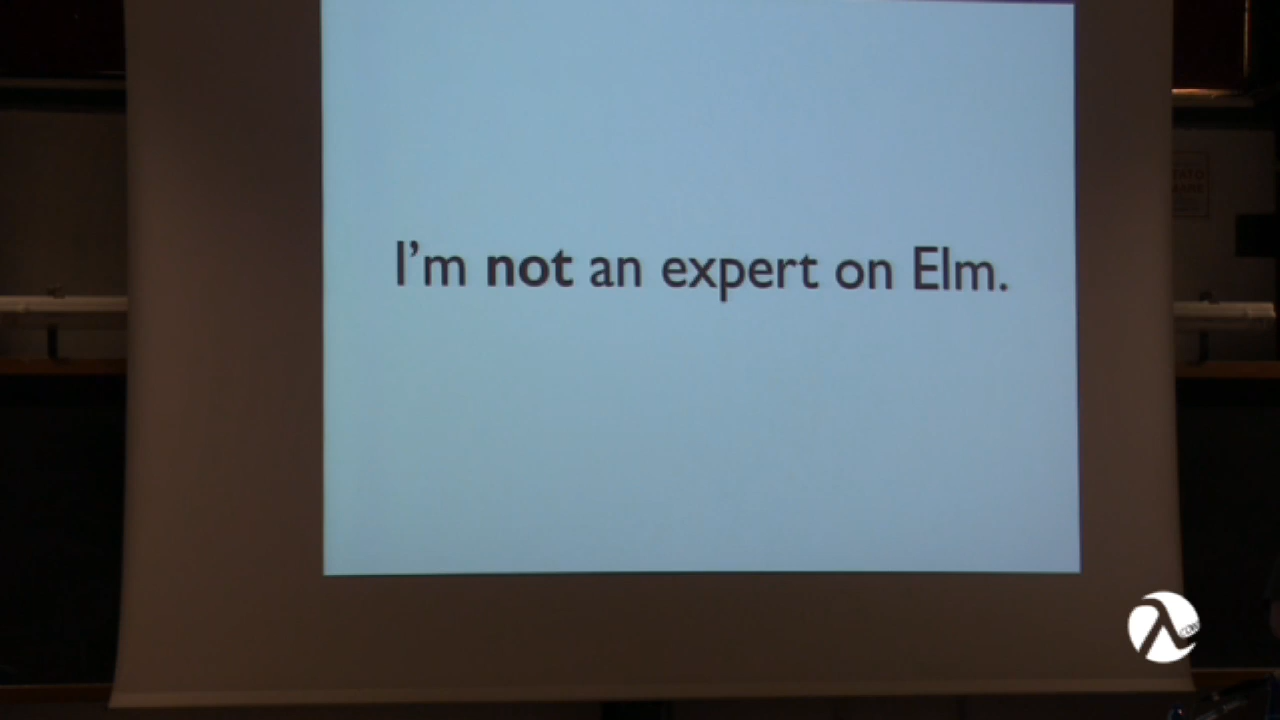 I'm not an expert on Elm.
λ